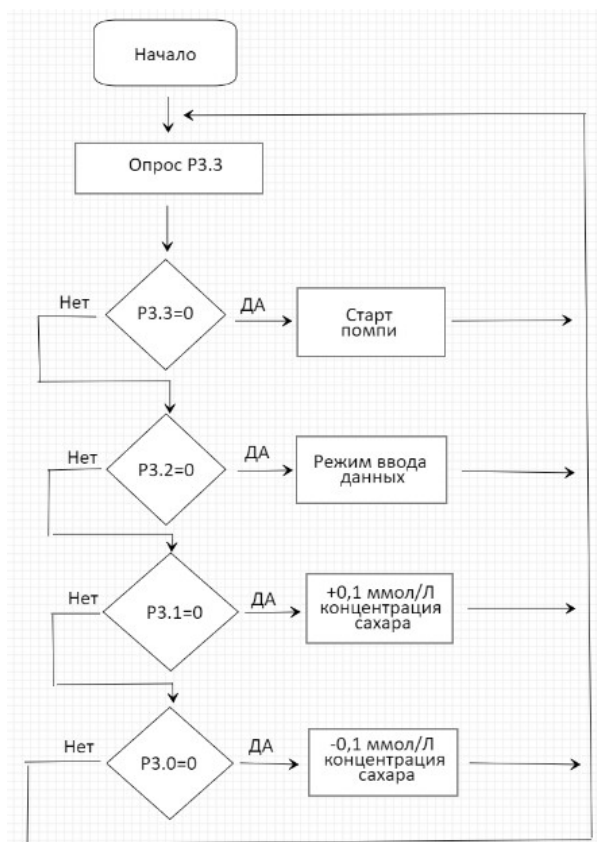 Начало
Опрос P3.3
Нет
P3.3=0
ДА
Старт
помпи
Нет
P3.2=0
ДА
Режим ввода
данных
Нет
P3.1=0
ДА
+0,1 ммол/Л
концентрация
сахара
Нет
P3.0=0
ДА
-0,1 ммол/Л
концентрация
сахара